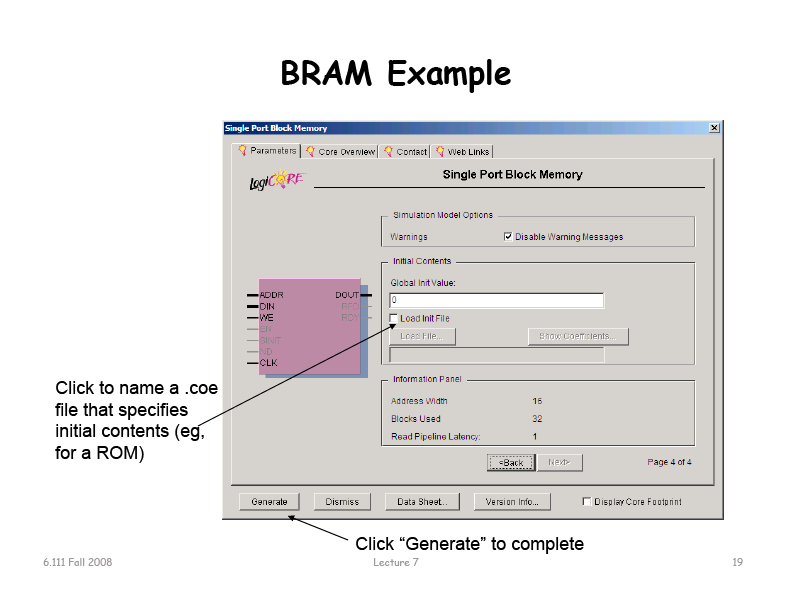 BRAM Example
Single Port Block Memory
Parameters Core Overview Contact Web Links
LogiCORE
Single Port Block Memory
Simulation Model Options
Warnings Disable Warning Messages
Initial Contents
Global Init Value:
0
Load Init File
Load File... Show Coefficients...
ADDR DOUT
DIN RFD
WE RDY
EN
SINIT
ND
CLK
Information Panel
Address Width 16
Blocks Used 32
Read Pipeline Latency: 1
<Back Next> Page 4 of 4
Generate Dismiss Data Sheet... Version Info... Display Core Footprint
Click to name a .coe
file that specifies
initial contents (eg,
for a ROM)
Click “Generate” to complete
6.111 Fall 2008 Lecture 7 19